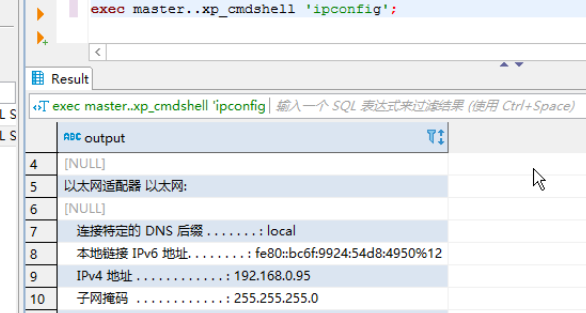 exec master..xp_cmdshell 'ipconfig';
Result
exec master..xp_cmdshell 'ipconfig 输入一个 SQL 表达式来过滤结果 (使用 Ctrl+Space)
L S
L S
ABC output
4 [NULL]
5 以太网适配器 以太网:
6 [NULL]
7 连接特定的 DNS 后缀 . . . . . . . : local
8 本地链接 IPv6 地址. . . . . . . . : fe80::bc6f:9924:54d8:4950%12
9 IPv4 地址 . . . . . . . . . . . . : 192.168.0.95
10 子网掩码 . . . . . . . . . . . . : 255.255.255.0